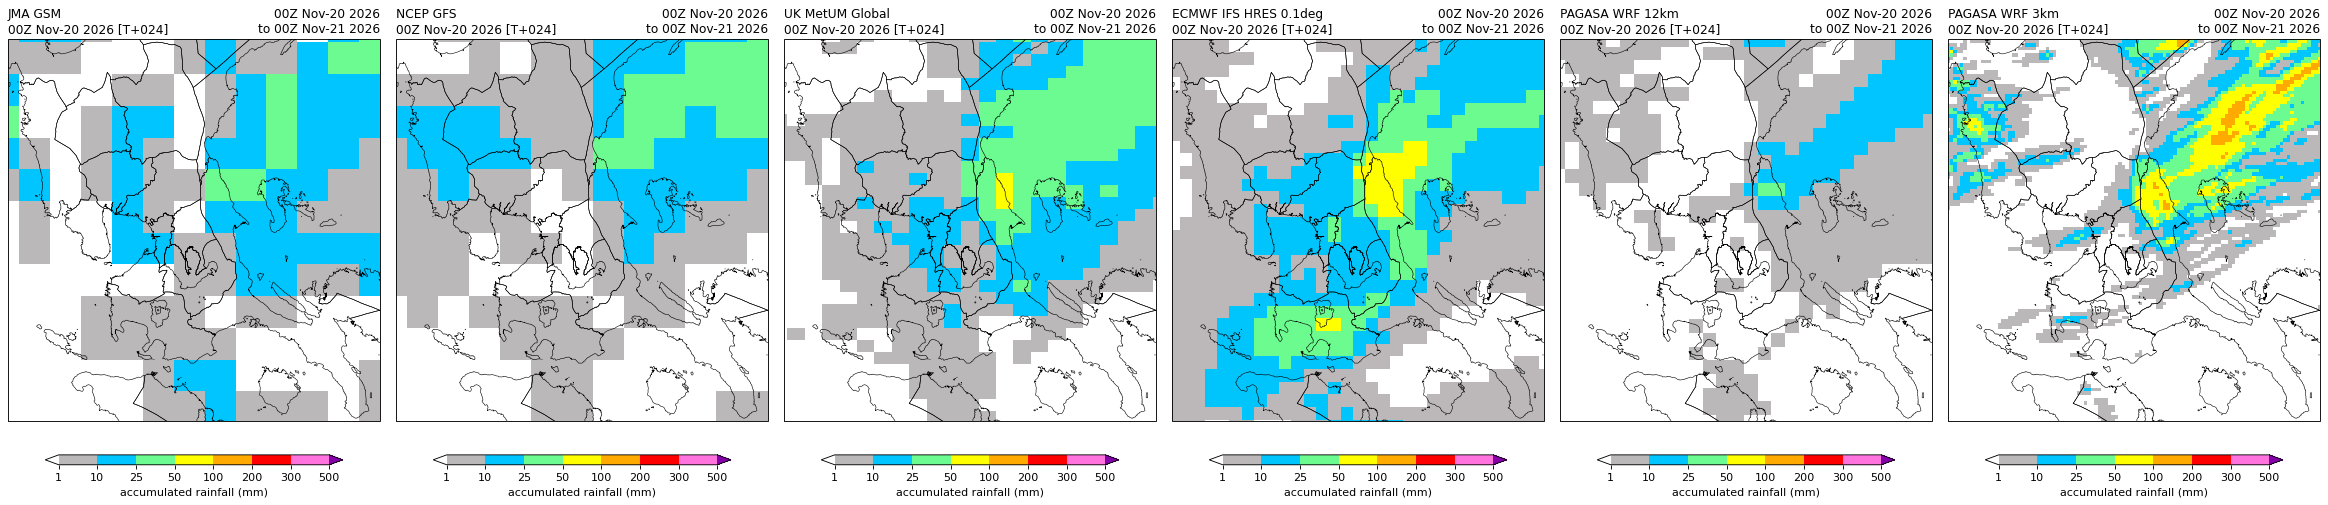 JMA GSM 00Z Nov-20 2026
00Z Nov-20 2026 [T+024] to 00Z Nov-21 2026
1 10 25 50 100 200 300 500
accumulated rainfall (mm)
NCEP GFS 00Z Nov-20 2026
00Z Nov-20 2026 [T+024] to 00Z Nov-21 2026
1 10 25 50 100 200 300 500
accumulated rainfall (mm)
UK MetUM Global 00Z Nov-20 2026
00Z Nov-20 2026 [T+024] to 00Z Nov-21 2026
1 10 25 50 100 200 300 500
accumulated rainfall (mm)
ECMWF IFS HRES 0.1deg 00Z Nov-20 2026
00Z Nov-20 2026 [T+024] to 00Z Nov-21 2026
1 10 25 50 100 200 300 500
accumulated rainfall (mm)
PAGASA WRF 12km 00Z Nov-20 2026
00Z Nov-20 2026 [T+024] to 00Z Nov-21 2026
1 10 25 50 100 200 300 500
accumulated rainfall (mm)
PAGASA WRF 3km 00Z Nov-20 2026
00Z Nov-20 2026 [T+024] to 00Z Nov-21 2026
1 10 25 50 100 200 300 500
accumulated rainfall (mm)